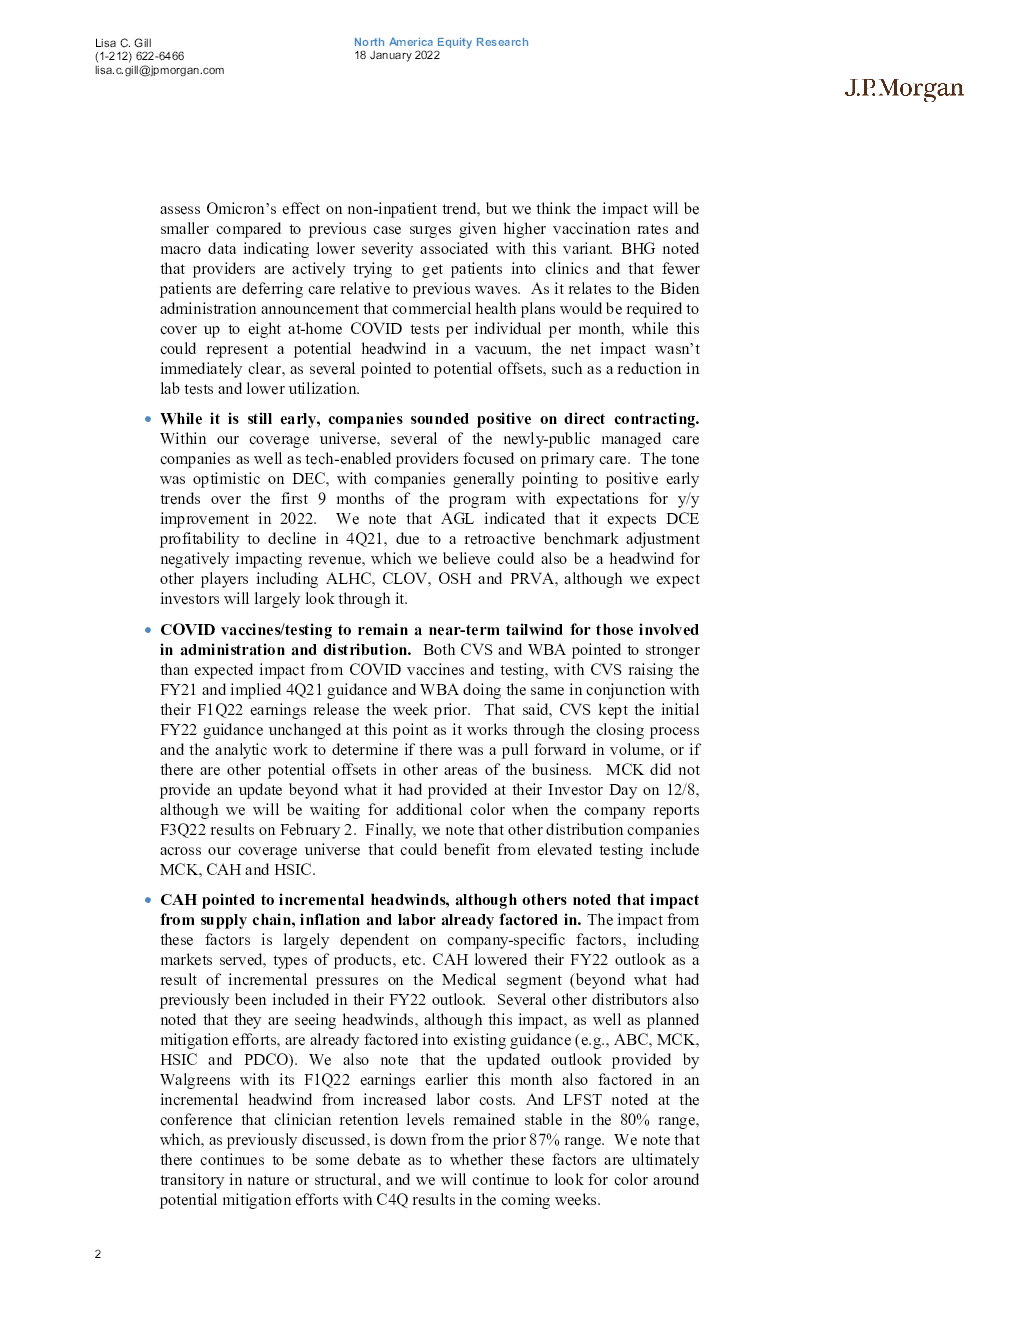 Lisa C. Gill
(1-212) 622-6466
lisa.c.gill@jpmorgan.com
North America Equity Research
18 January 2022
J.P.Morgan
assess Omicron’s effect on non-inpatient trend, but we think the impact will be
smaller compared to previous case surges given higher vaccination rates and
macro data indicating lower severity associated with this variant. BHG noted
that providers are actively trying to get patients into clinics and that fewer
patients are deferring care relative to previous waves. As it relates to the Biden
administration announcement that commercial health plans would be required to
cover up to eight at-home COVID tests per individual per month, while this
could represent a potential headwind in a vacuum, the net impact wasn’t
immediately clear, as several pointed to potential offsets, such as a reduction in
lab tests and lower utilization.
• While it is still early, companies sounded positive on direct contracting.
Within our coverage universe, several of the newly-public managed care
companies as well as tech-enabled providers focused on primary care. The tone
was optimistic on DEC, with companies generally pointing to positive early
trends over the first 9 months of the program with expectations for y/y
improvement in 2022. We note that AGL indicated that it expects DCE
profitability to decline in 4Q21, due to a retroactive benchmark adjustment
negatively impacting revenue, which we believe could also be a headwind for
other players including ALHC, CLOV, OSH and PRVA, although we expect
investors will largely look through it.
• COVID vaccines/testing to remain a near-term tailwind for those involved
in administration and distribution. Both CVS and WBA pointed to stronger
than expected impact from COVID vaccines and testing, with CVS raising the
FY21 and implied 4Q21 guidance and WBA doing the same in conjunction with
their F1Q22 earnings release the week prior. That said, CVS kept the initial
FY22 guidance unchanged at this point as it works through the closing process
and the analytic work to determine if there was a pull forward in volume, or if
there are other potential offsets in other areas of the business. MCK did not
provide an update beyond what it had provided at their Investor Day on 12/8,
although we will be waiting for additional color when the company reports
F3Q22 results on February 2. Finally, we note that other distribution companies
across our coverage universe that could benefit from elevated testing include
MCK, CAH and HSIC.
• CAH pointed to incremental headwinds, although others noted that impact
from supply chain, inflation and labor already factored in. The impact from
these factors is largely dependent on company-specific factors, including
markets served, types of products, etc. CAH lowered their FY22 outlook as a
result of incremental pressures on the Medical segment (beyond what had
previously been included in their FY22 outlook. Several other distributors also
noted that they are seeing headwinds, although this impact, as well as planned
mitigation efforts, are already factored into existing guidance (e.g., ABC, MCK,
HSIC and PDCO). We also note that the updated outlook provided by
Walgreens with its F1Q22 earnings earlier this month also factored in an
incremental headwind from increased labor costs. And LFST noted at the
conference that clinician retention levels remained stable in the 80% range,
which, as previously discussed, is down from the prior 87% range. We note that
there continues to be some debate as to whether these factors are ultimately
transitory in nature or structural, and we will continue to look for color around
potential mitigation efforts with C4Q results in the coming weeks.
2